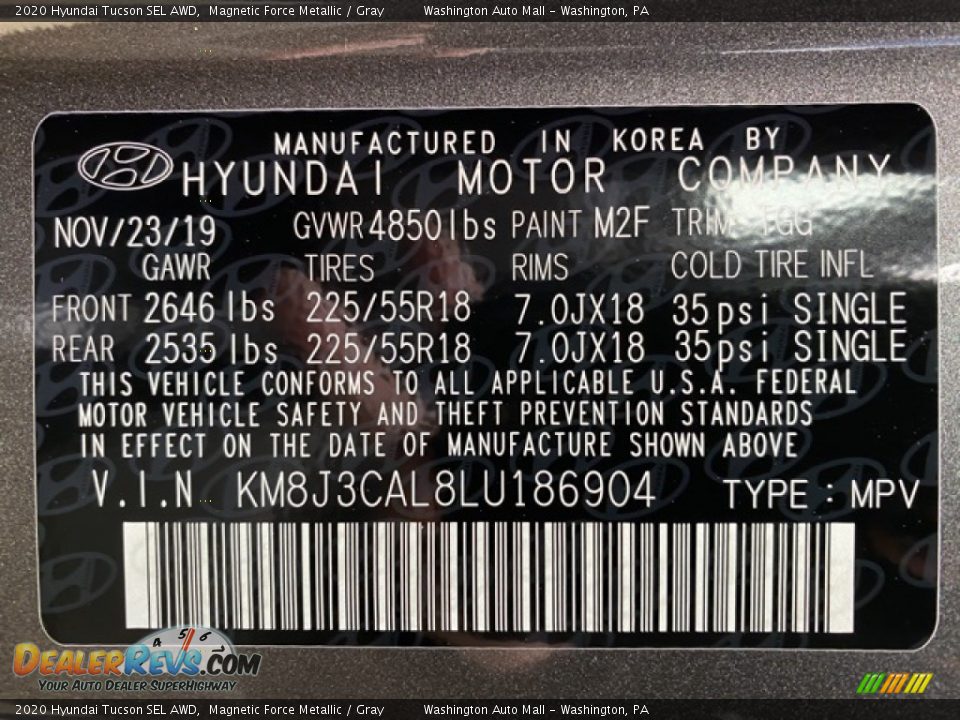 2020 Hyundai Tucson SEL AWD, Magnetic Force Metallic / Gray Washington Auto Mall - Washington, PA
MANUFACTURED IN KOREA BY
HYUNDAI MOTOR COMPANY
NOV/23/19 GVWR 4850lbs PAINT M2F TRIM
GAWR TIRES RIMS COLD TIRE INFL
FRONT 2646 lbs 225/55R18 7.0JX18 35psi SINGLE
REAR 2535 lbs 225/55R18 7.0JX18 35psi SINGLE
THIS VEHICLE CONFORMS TO ALL APPLICABLE U.S.A. FEDERAL
MOTOR VEHICLE SAFETY AND THEFT PREVENTION STANDARDS
IN EFFECT ON THE DATE OF MANUFACTURE SHOWN ABOVE
V.I.N KM8J3CAL8LU186904 TYPE : MPV
4 5 6
DEALERREVS.COM
YOUR AUTO DEALER SUPERHIGHWAY
2020 Hyundai Tucson SEL AWD, Magnetic Force Metallic / Gray Washington Auto Mall - Washington, PA